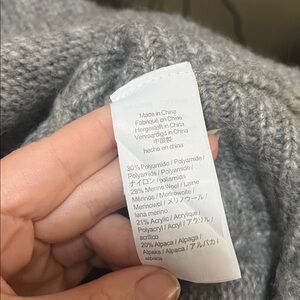 Made in China
Fabriqué en Chine
Hergestellt in China
Vervaardigd in China
中国製
hecho en china
30% Polyamide / Polyamide /
Polyamid / Polyamide /
ナイロン / poliamida
29% Merino Wool / Laine
Mérinos / Merinowolle /
Merinowol / メリノウール /
lana merino
21% Acrylic / Acrylique /
Polyacryl / Acryl / アクリル /
acrílico
20% Alpaca / Alpaga /
Alpaka / Alpaca / アルパカ /
alpaca